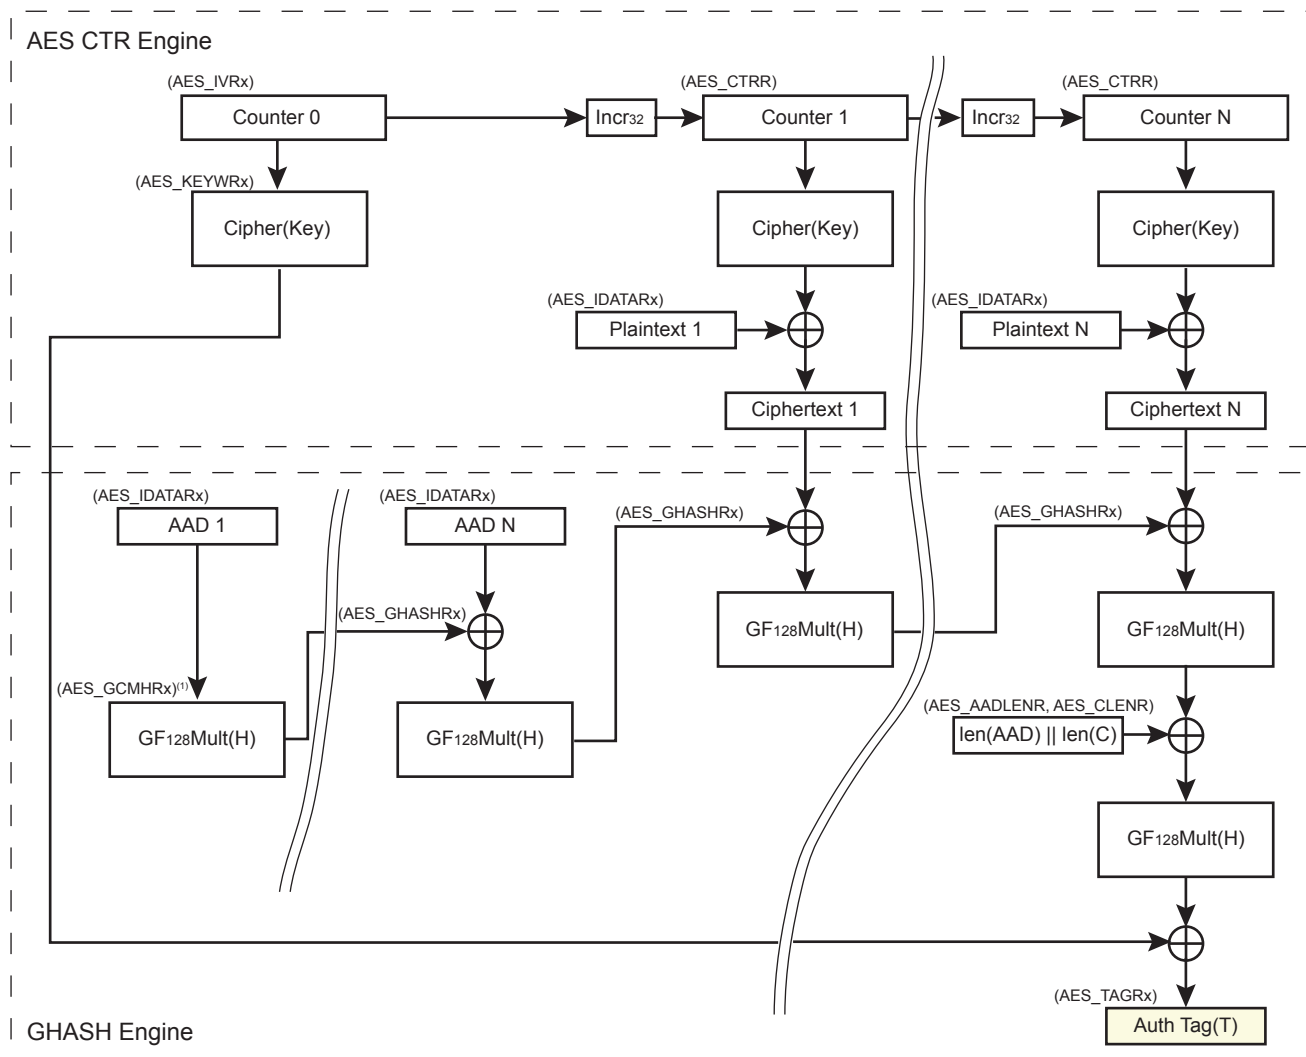 AES CTR Engine
(AES_IVRx)
(AES_CTRR)
(AES_CTRR)
Counter 0
Incr32
Counter 1
Incr32
Counter N
(AES_KEYWRx)
Cipher(Key)
Cipher(Key)
Cipher(Key)
(AES_IDATARx)
(AES_IDATARx)
Plaintext 1
Plaintext N
Ciphertext 1
Ciphertext N
(AES_IDATARx)
(AES_IDATARx)
(AES_GHASHRx)
(AES_GHASHRx)
AAD 1
AAD N
(AES_GHASHRx)
GF128Mult(H)
GF128Mult(H)
(AES_GCMHRx)(1)
(AES_AADLENR, AES_CLENR)
GF128Mult(H)
GF128Mult(H)
len(AAD) || len(C)
GF128Mult(H)
(AES_TAGRx)
Auth Tag(T)
GHASH Engine